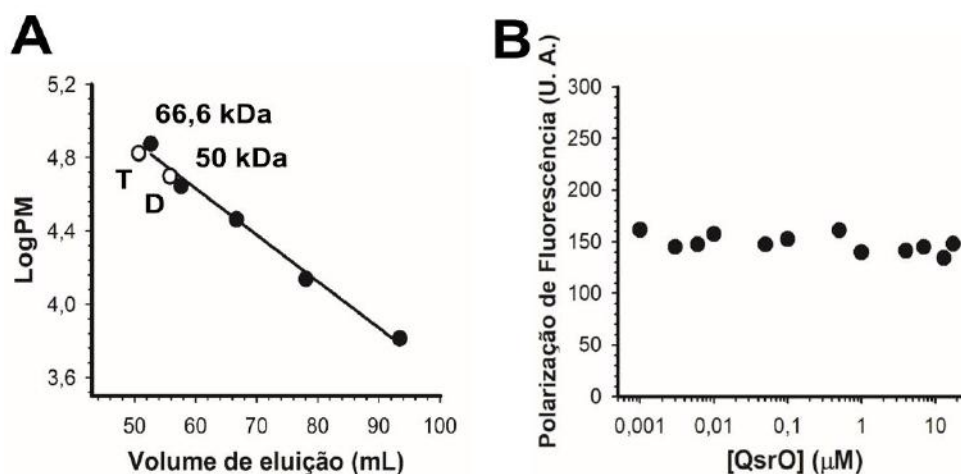 A
LogPM
5,2
4,8
4,4
4,0
3,6
66,6 kDa
50 kDa
T
D
50 60 70 80 90 100
Volume de eluição (mL)
B
Polarização de Fluorescência (U. A.)
300
250
200
150
100
50
0
0,001 0,01 0,1 1 10
[QsrO] (μM)